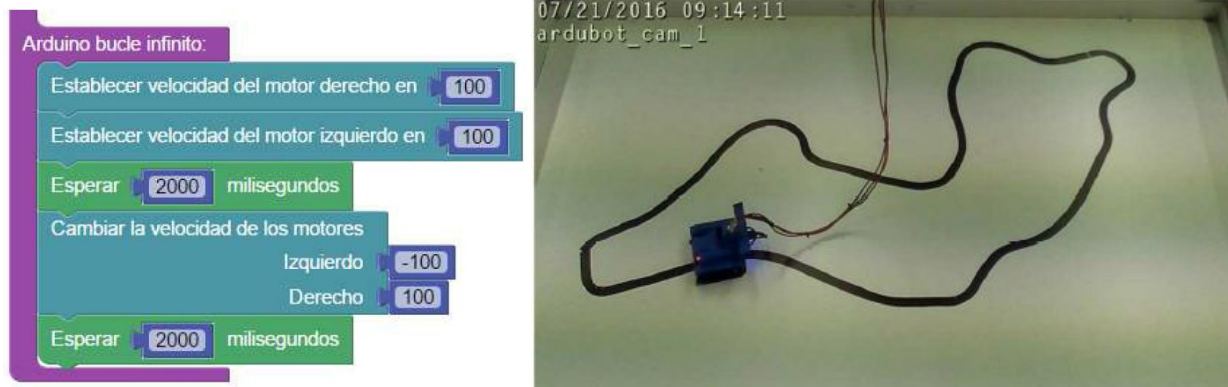 Arduino bucle infinito:
Establecer velocidad del motor derecho en 100
Establecer velocidad del motor izquierdo en 100
Esperar 2000 milisegundos
Cambiar la velocidad de los motores
Izquierdo -100
Derecho 100
Esperar 2000 milisegundos
07/21/2016 09:14:11
ardubot_cam_1